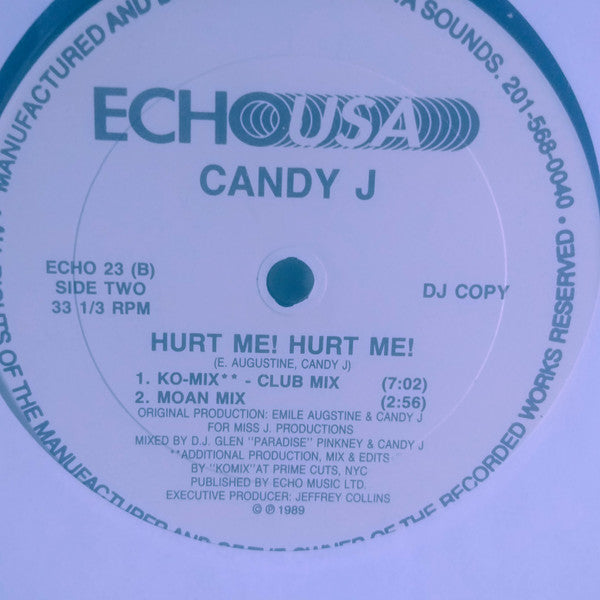 MANUFACTURED AND
SOUNDS. 201-568-0040 •
ECHO USA
CANDY J
ECHO 23 (B)
SIDE TWO
33 1/3 RPM
DJ COPY
HURT ME! HURT ME!
(E. AUGUSTINE, CANDY J)
1. KO-MIX** - CLUB MIX (7:02)
2. MOAN MIX (2:56)
ORIGINAL PRODUCTION: EMILE AUGSTINE & CANDY J
FOR MISS J. PRODUCTIONS
MIXED BY D.J. GLEN "PARADISE" PINKNEY & CANDY J
**ADDITIONAL PRODUCTION, MIX & EDITS
BY "KOMIX" AT PRIME CUTS, NYC
PUBLISHED BY ECHO MUSIC LTD.
EXECUTIVE PRODUCER: JEFFREY COLLINS
© ℗ 1989
OF THE MANUFACTURED AND OF THE OWNER OF THE RECORDED WORKS RESERVED •